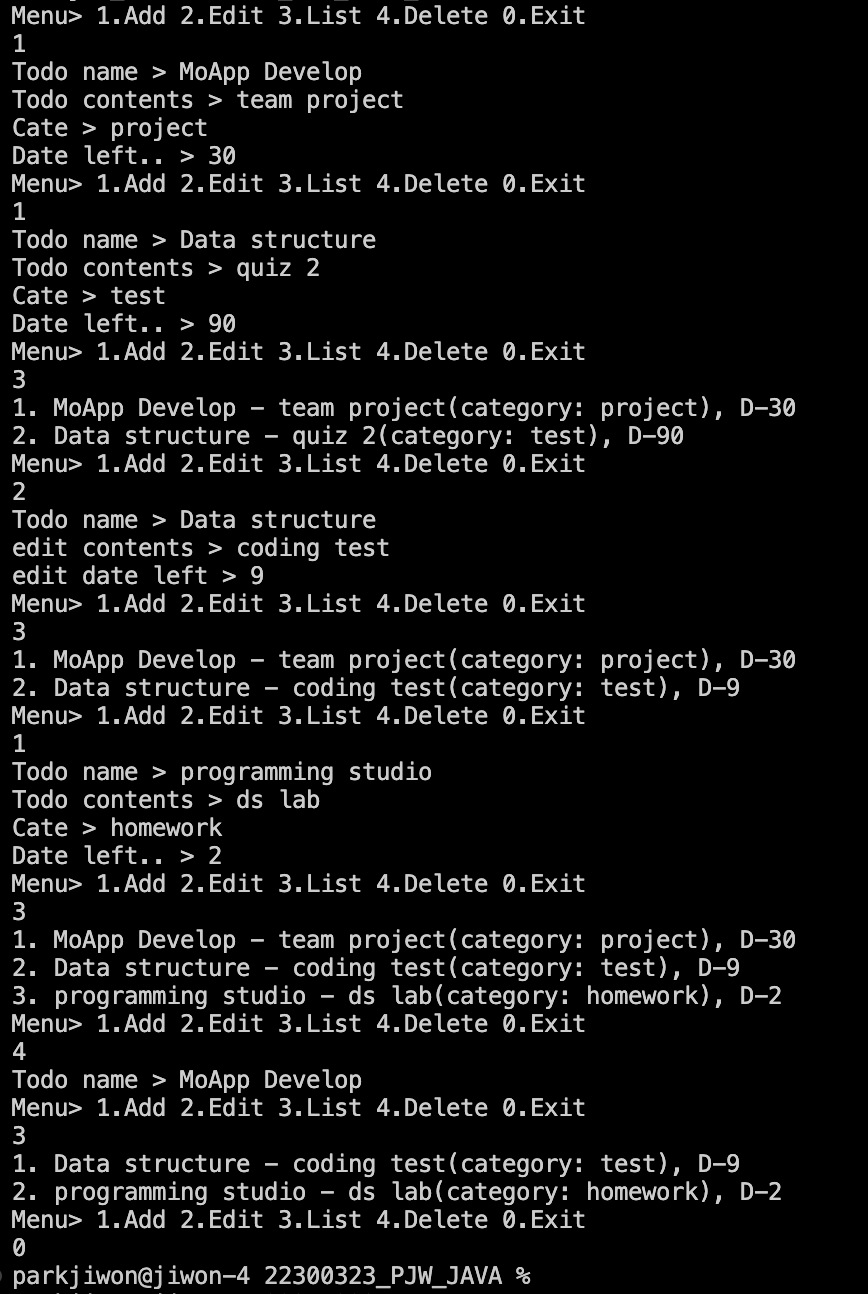 Menu> 1.Add 2.Edit 3.List 4.Delete 0.Exit
1
Todo name > MoApp Develop
Todo contents > team project
Cate > project
Date left.. > 30
Menu> 1.Add 2.Edit 3.List 4.Delete 0.Exit
1
Todo name > Data structure
Todo contents > quiz 2
Cate > test
Date left.. > 90
Menu> 1.Add 2.Edit 3.List 4.Delete 0.Exit
3
1. MoApp Develop - team project(category: project), D-30
2. Data structure - quiz 2(category: test), D-90
Menu> 1.Add 2.Edit 3.List 4.Delete 0.Exit
2
Todo name > Data structure
edit contents > coding test
edit date left > 9
Menu> 1.Add 2.Edit 3.List 4.Delete 0.Exit
3
1. MoApp Develop - team project(category: project), D-30
2. Data structure - coding test(category: test), D-9
Menu> 1.Add 2.Edit 3.List 4.Delete 0.Exit
1
Todo name > programming studio
Todo contents > ds lab
Cate > homework
Date left.. > 2
Menu> 1.Add 2.Edit 3.List 4.Delete 0.Exit
3
1. MoApp Develop - team project(category: project), D-30
2. Data structure - coding test(category: test), D-9
3. programming studio - ds lab(category: homework), D-2
Menu> 1.Add 2.Edit 3.List 4.Delete 0.Exit
4
Todo name > MoApp Develop
Menu> 1.Add 2.Edit 3.List 4.Delete 0.Exit
3
1. Data structure - coding test(category: test), D-9
2. programming studio - ds lab(category: homework), D-2
Menu> 1.Add 2.Edit 3.List 4.Delete 0.Exit
0
parkjiwon@jiwon-4 22300323_PJW_JAVA %